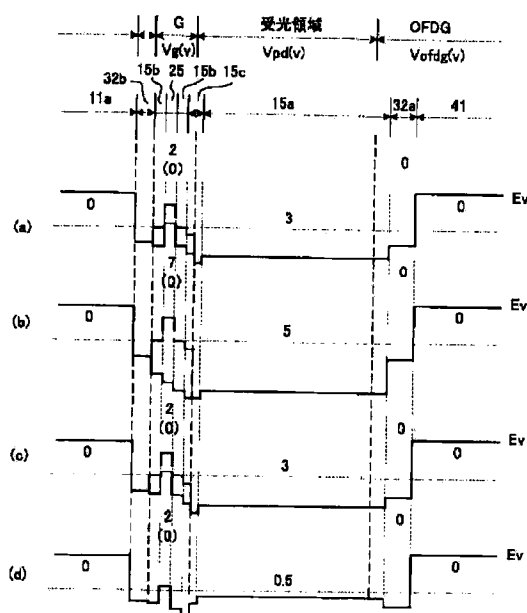 G 受光領域 OFDG
Vg(v) Vpd(v) Vofdg(v)
32b 15b 25 15b 15c
11a 15a 32a 41
2 0
(0)
0 0 Ev
(a) 3
7 0
(0)
0 0 Ev
(b) 5
2 0
(0)
0 0 Ev
(c) 3
2 0
(0)
0 0 Ev
(d) 0.5